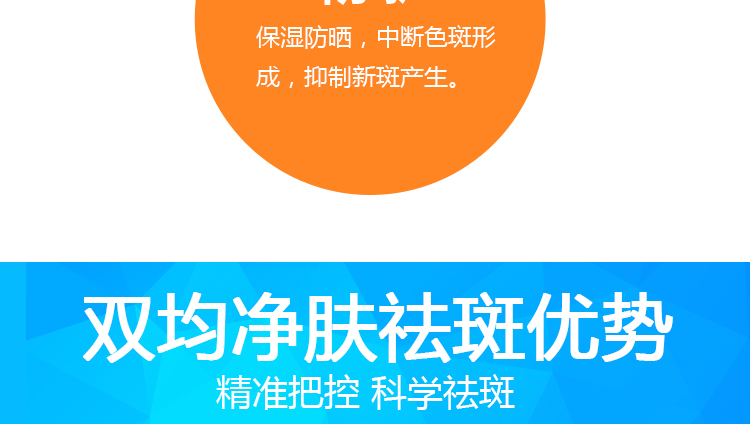 保湿防晒，中断色斑形
成，抑制新斑产生。
双均净肤祛斑优势
精准把控 科学祛斑